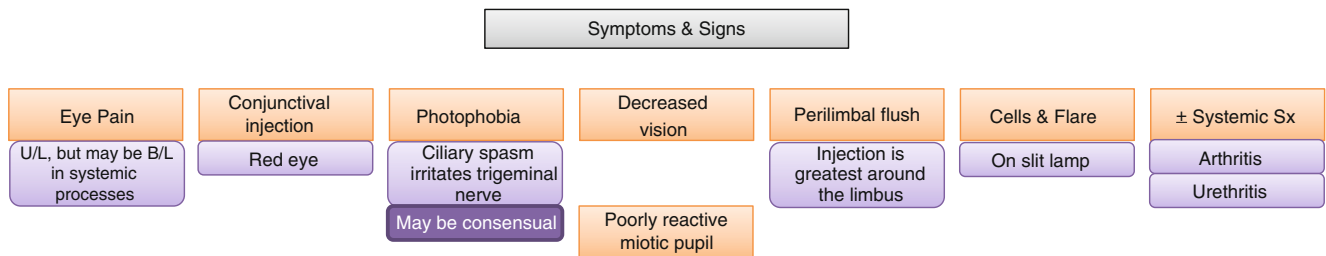 Symptoms & Signs
Eye Pain
U/L, but may be B/L
in systemic
processes
Conjunctival
injection
Red eye
Photophobia
Ciliary spasm
irritates trigeminal
nerve
May be consensual
Decreased
vision
Poorly reactive
miotic pupil
Perilimbal flush
Injection is
greatest around
the limbus
Cells & Flare
On slit lamp
± Systemic Sx
Arthritis
Urethritis